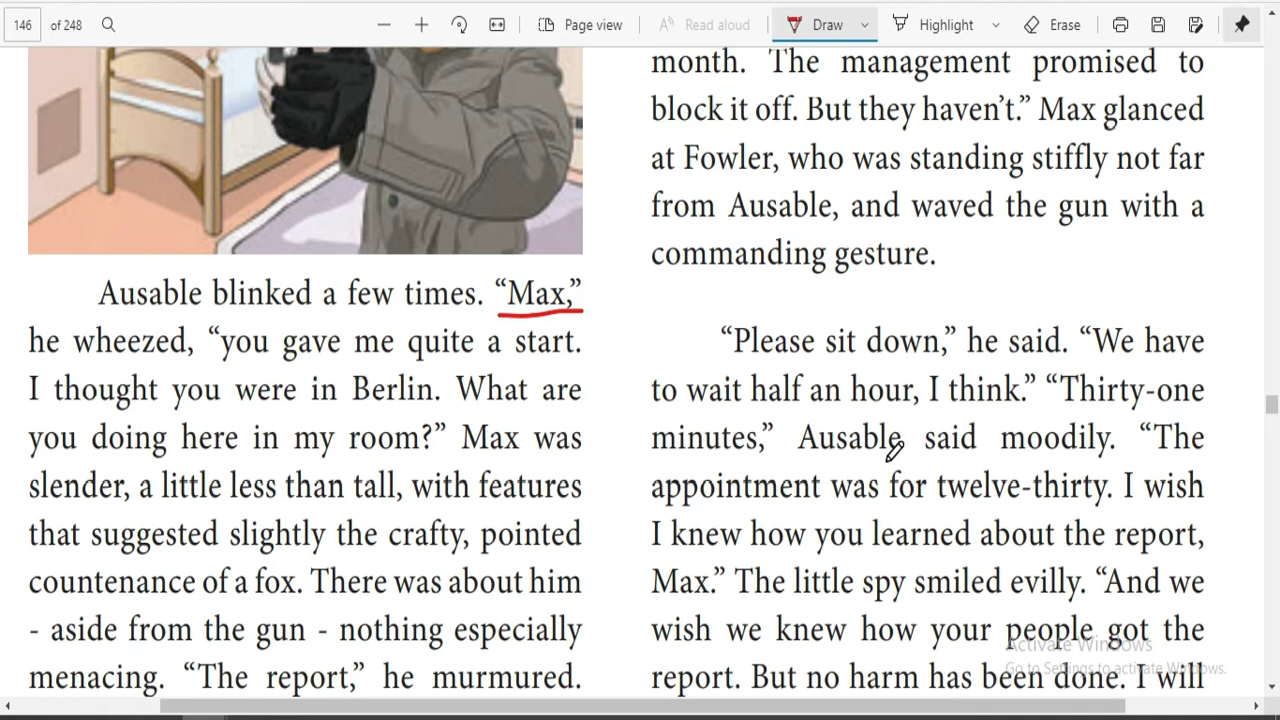 146 of 248 Page view Read aloud Draw Highlight Erase
Ausable blinked a few times. “Max,”
he wheezed, “you gave me quite a start.
I thought you were in Berlin. What are
you doing here in my room?” Max was
slender, a little less than tall, with features
that suggested slightly the crafty, pointed
countenance of a fox. There was about him
- aside from the gun - nothing especially
menacing. “The report,” he murmured.
month. The management promised to
block it off. But they haven’t.” Max glanced
at Fowler, who was standing stiffly not far
from Ausable, and waved the gun with a
commanding gesture.
“Please sit down,” he said. “We have
to wait half an hour, I think.” “Thirty-one
minutes,” Ausable said moodily. “The
appointment was for twelve-thirty. I wish
I knew how you learned about the report,
Max.” The little spy smiled evilly. “And we
wish we knew how your people got the
report. But no harm has been done. I will
Activate Windows
Go to Settings to activate Windows.